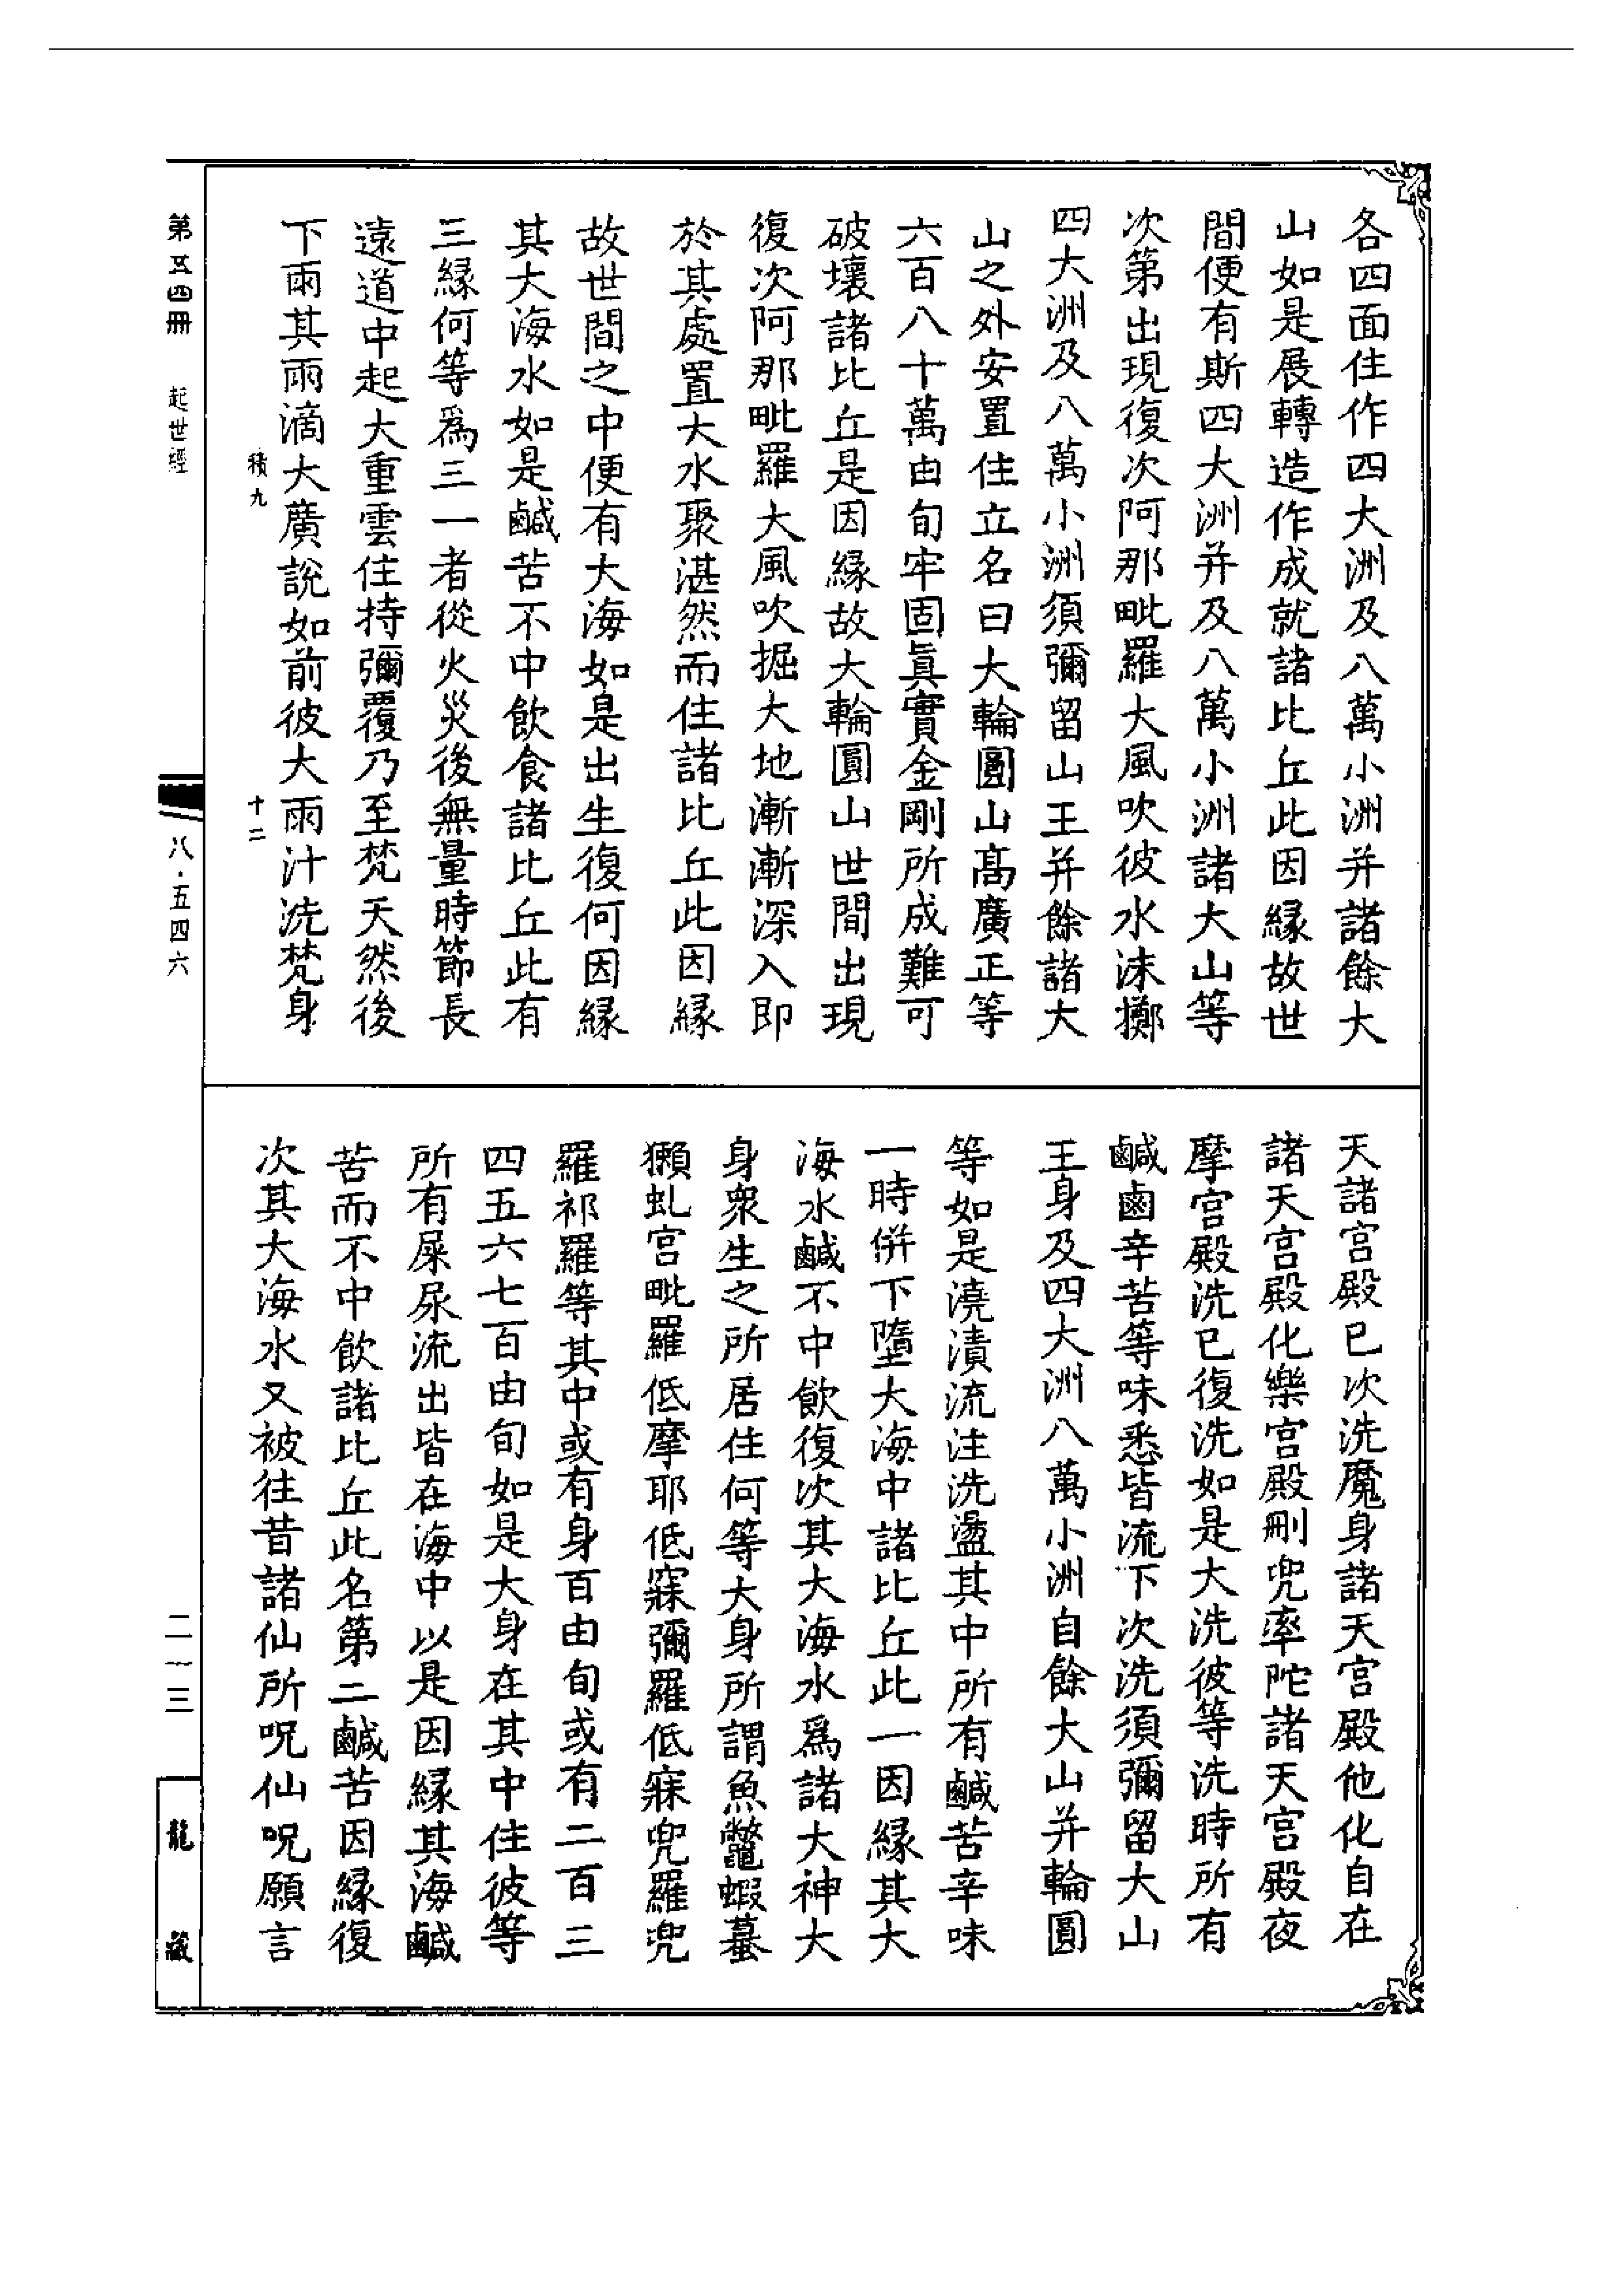 各四面住作四大洲及八萬小洲并諸餘大
山如是展轉造作成就諸比丘此因緣故世
間便有斯四大洲并及八萬小洲諸大山等
次第出現復次阿那毗羅大風吹彼水沫擲
四大洲及八萬小洲須彌留山王并餘諸大
山之外安置住立名曰大輪圓山高廣正等
六百八十萬由旬牢固眞實金剛所成難可
破壞諸比丘是因緣故大輪圓山世間出現
復次阿那毗羅大風吹掘大地漸漸深入即
於其處置大水聚湛然而住諸比丘此因緣
故世間之中便有大海如是出生復何因緣
其大海水如是鹹苦不中飲食諸比丘此有
三緣何等爲三一者從火災後無量時節長
遠道中起大重雲住持彌覆乃至梵天然後
下雨其雨滴大廣說如前彼大雨汁洗梵身
天諸宮殿已次洗魔身諸天宮殿他化自在
諸天宮殿化樂宮殿刪兜率陀諸天宮殿夜
摩宮殿洗已復洗如是大洗彼等洗時所有
鹹鹵辛苦等味悉皆流下次洗須彌留大山
王身及四大洲八萬小洲自餘大山并輪圓
等如是澆漬流注洗盪其中所有鹹苦辛味
一時併下墮大海中諸比丘此一因緣其大
海水鹹不中飲復次其大海水爲諸大神大
身衆生之所居住何等大身所謂魚鼈蝦蟇
獺虬宮毗羅低摩耶低寐彌羅低寐兜羅兜
羅祁羅等其中或有身百由旬或有二百三
四五六七百由旬如是大身在其中住彼等
所有屎尿流出皆在海中以是因緣其海鹹
苦而不中飲諸比丘此名第二鹹苦因緣復
次其大海水又被往昔諸仙所呪仙呪願言
積九 十二
第五四冊 起世經
八·五四六
二一三
龍藏